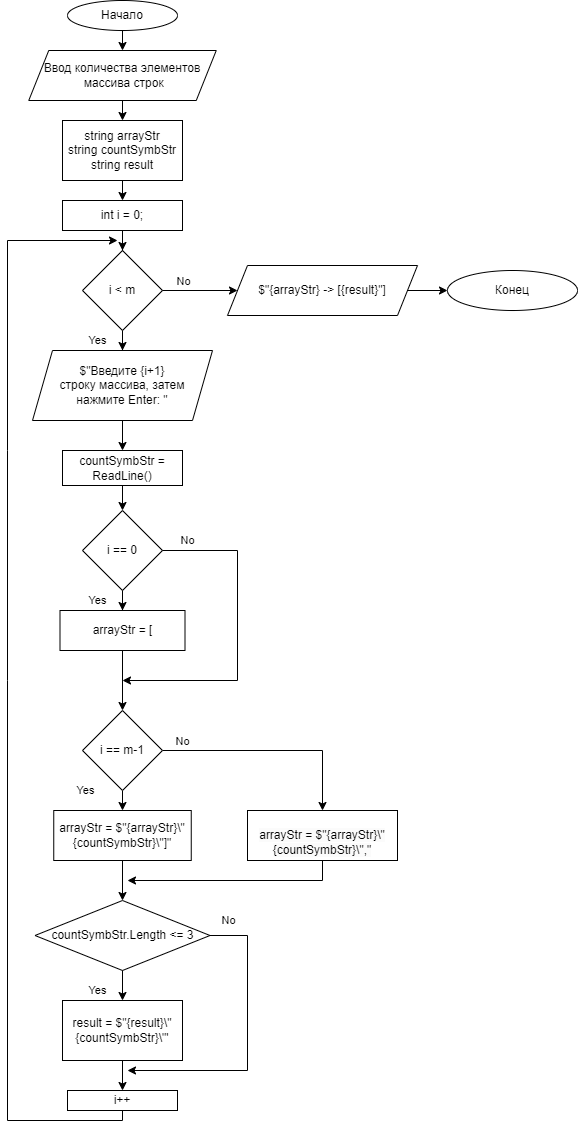 Начало
Ввод количества элементов
массива строк
string arrayStr
string countSymbStr
string result
int i = 0;
i < m
No
$"{arrayStr} -> [{result}"]
Конец
Yes
$"Введите {i+1}
строку массива, затем
нажмите Enter: "
countSymbStr =
ReadLine()
i == 0
No
Yes
arrayStr = [
i == m-1
No
Yes
arrayStr = $"{arrayStr}\"
{countSymbStr}\"]"
arrayStr = $"{arrayStr}\"
{countSymbStr}\","
countSymbStr.Length <= 3
No
Yes
result = $"{result}\"
{countSymbStr}\"'
i++